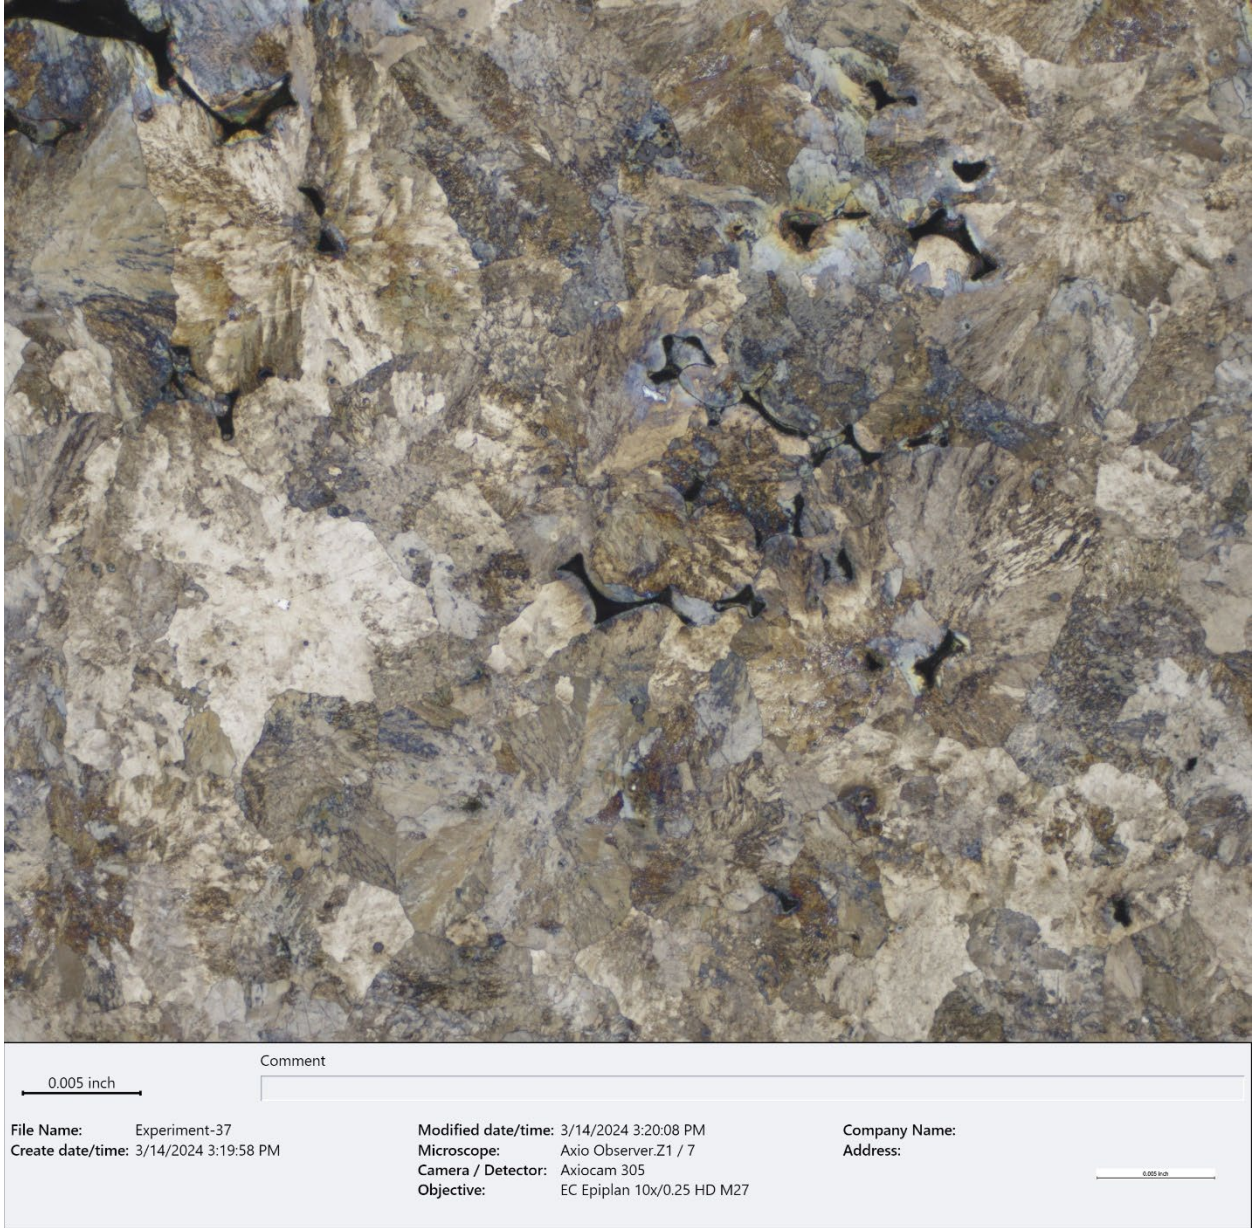 Comment
0.005 inch
File Name: Experiment-37
Create date/time: 3/14/2024 3:19:58 PM
Modified date/time: 3/14/2024 3:20:08 PM
Microscope: Axio Observer.Z1 / 7
Camera / Detector: Axiocam 305
Objective: EC Epiplan 10x/0.25 HD M27
Company Name:
Address:
0.005 inch